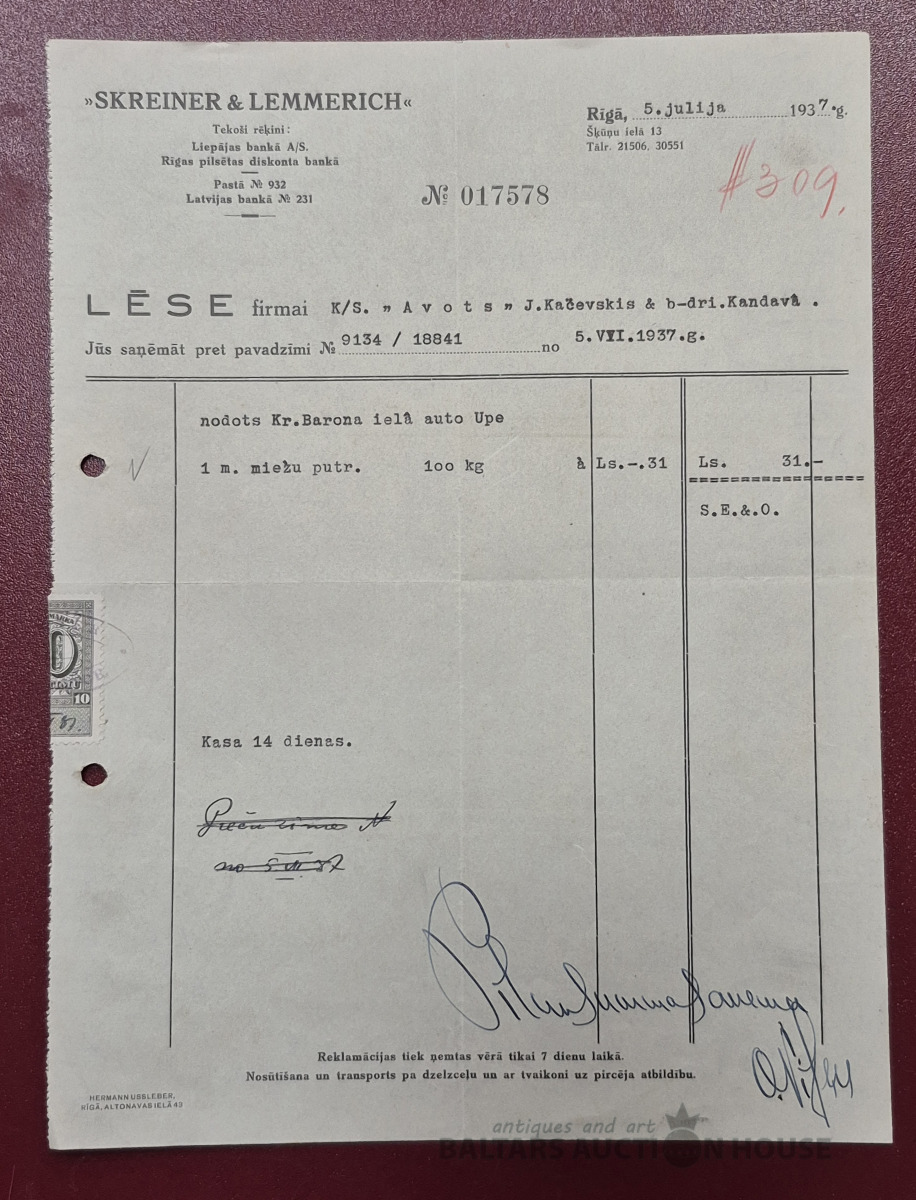 »SKREINER & LEMMERICH«
Tekoši rēķini:
Liepājas bankā A/S.
Rīgas pilsētas diskonta bankā
Pastā № 932
Latvijas bankā № 231
Rīgā, 5.julija 1937.g.
Šķūņu ielā 13
Tālr. 21506, 30551
№ 017578
#309.
LĒSE firmai K/S. „ A v o t s „ J.Kačevskis & b-dri.Kandavā .
Jūs saņēmāt pret pavadzīmi № 9134 / 18841 no 5.VII.1937.g.
nodots Kr.Barona ielā auto Upe
1 m. miežu putr. 100 kg à Ls.-.31 Ls. 31.-
S.E.&.O.
10
Kasa 14 dienas.
Pilnu summu saņēmu
Reklamācijas tiek ņemtas vērā tikai 7 dienu laikā.
Nosūtīšana un transports pa dzelzceļu un ar tvaikoni uz pircēja atbildību.
HERMANN USSLEBER,
RĪGĀ, ALTONAVAS IELĀ 43
antiques and art
BALTARS AUCTION HOUSE